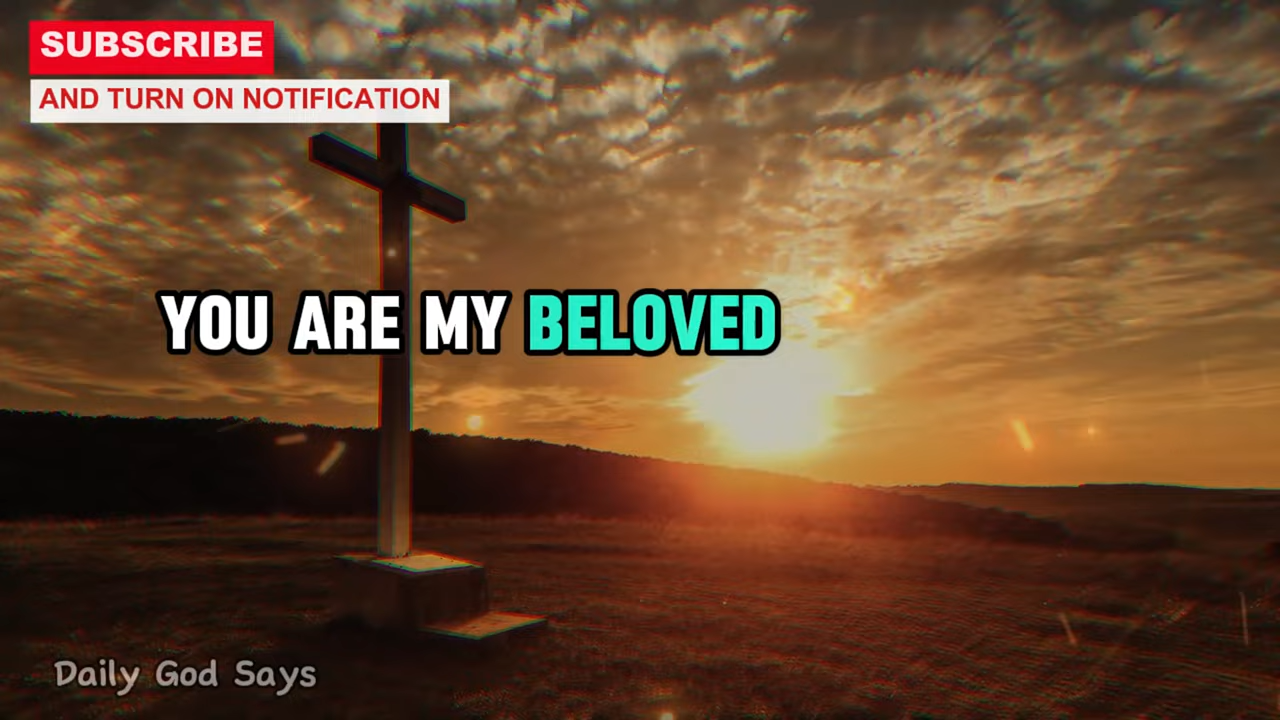 SUBSCRIBE
AND TURN ON NOTIFICATION
YOU ARE MY BELOVED
Daily God Says